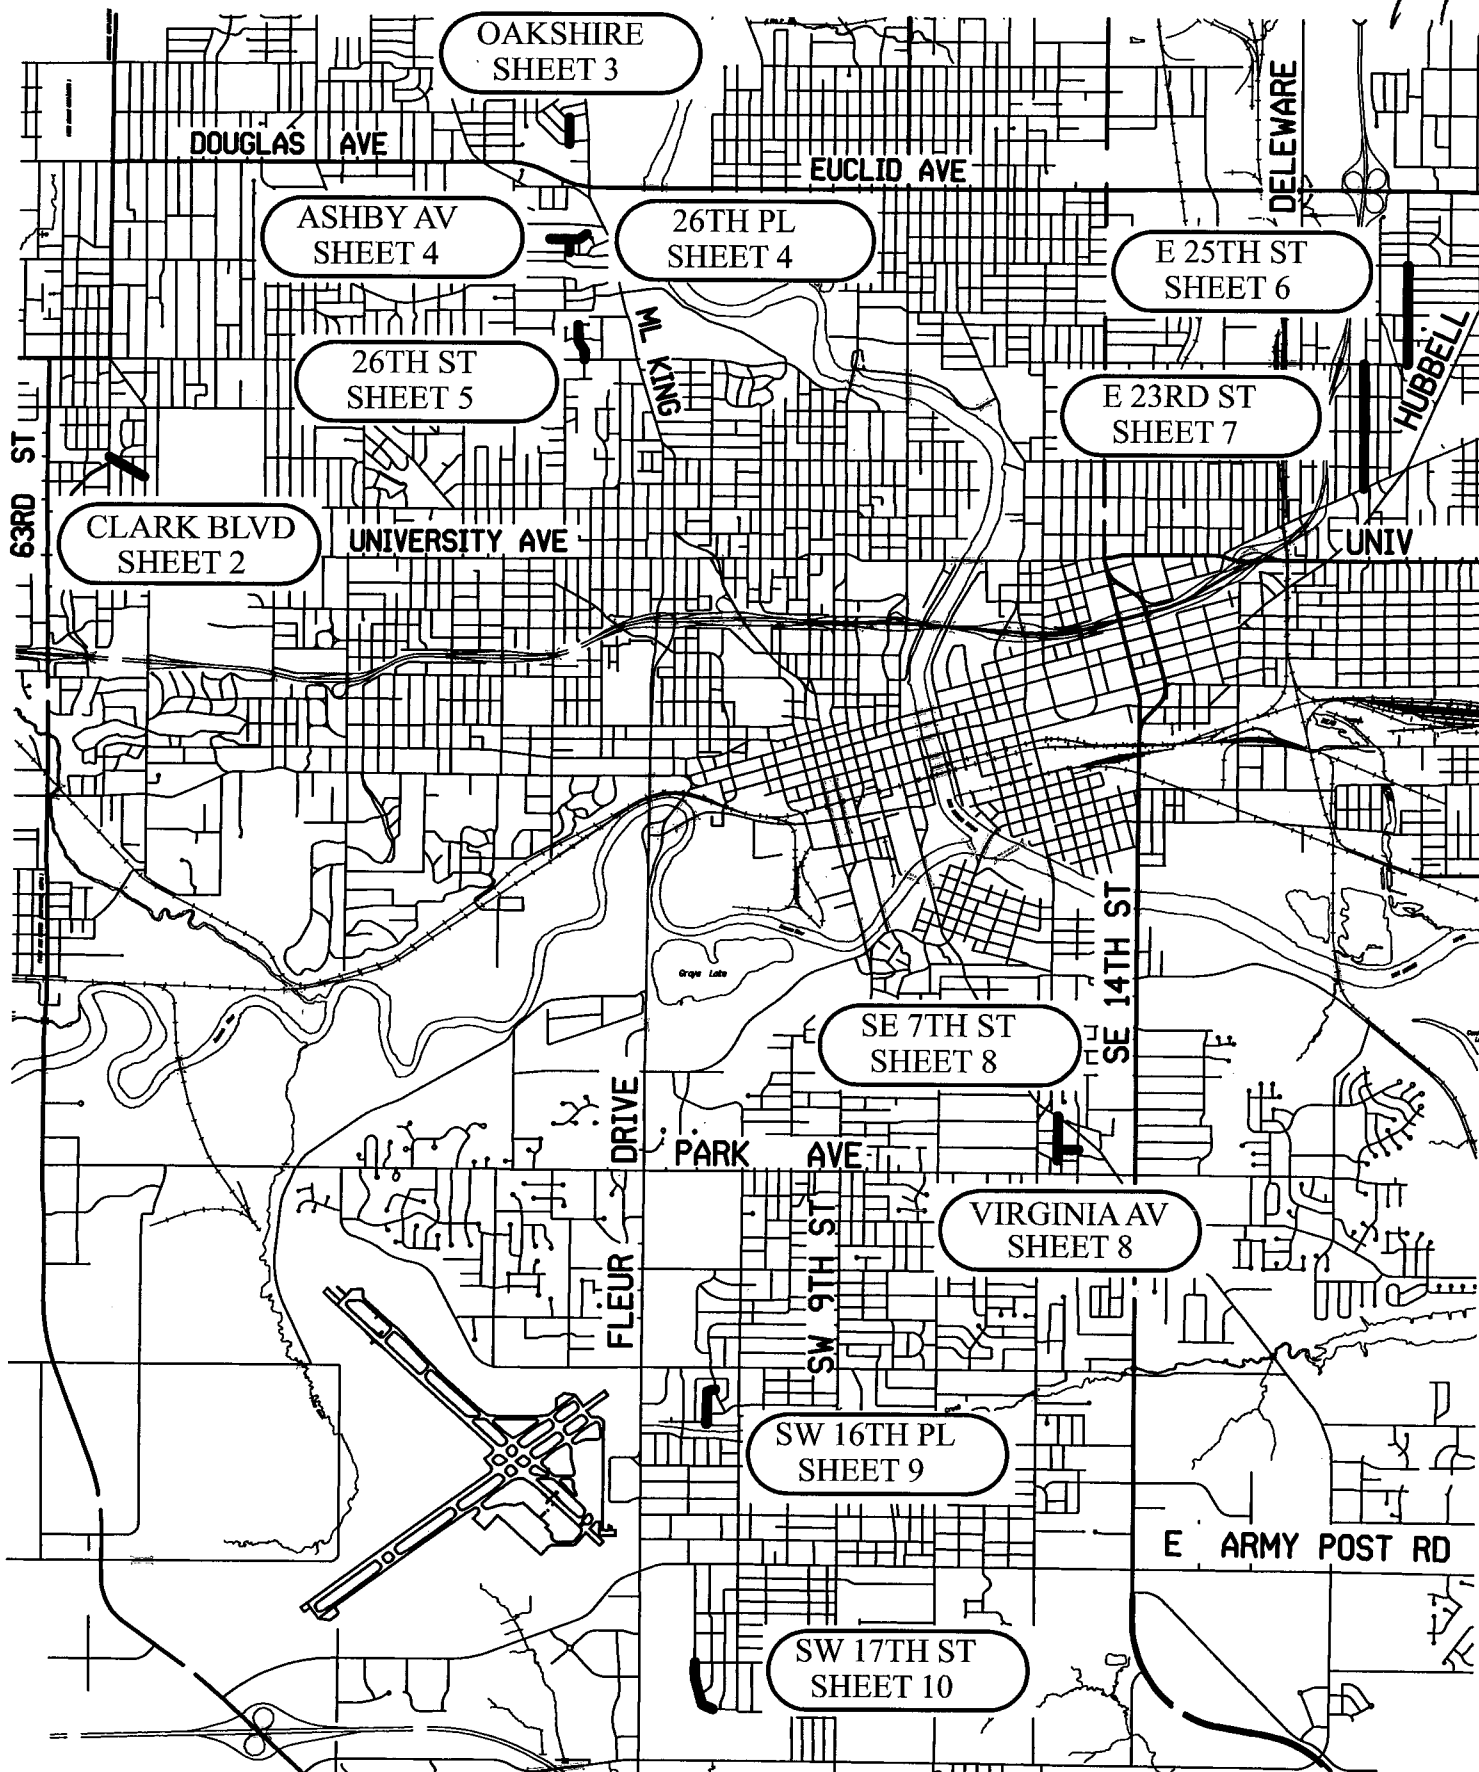 OAKSHIRE
SHEET 3
DOUGLAS AVE
EUCLID AVE
DELEWARE
ASHBY AV
SHEET 4
26TH PL
SHEET 4
E 25TH ST
SHEET 6
ML KING
26TH ST
SHEET 5
E 23RD ST
SHEET 7
HUBBELL
63RD ST
CLARK BLVD
SHEET 2
UNIVERSITY AVE
UNIV
Grays Lake
SE 14TH ST
SE 7TH ST
SHEET 8
FLEUR DRIVE
PARK AVE
VIRGINIA AV
SHEET 8
SW 9TH ST
SW 16TH PL
SHEET 9
E ARMY POST RD
SW 17TH ST
SHEET 10